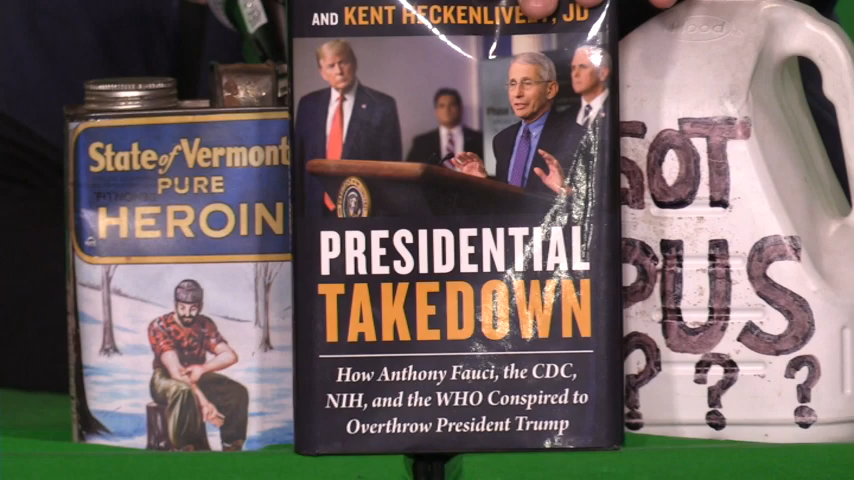 AND KENT HECKENLIVELY, JD
State of Vermont
PURE
HEROIN
PRESIDENTIAL
TAKEDOWN
How Anthony Fauci, the CDC,
NIH, and the WHO Conspired to
Overthrow President Trump
GOT
PUS
? ? ?